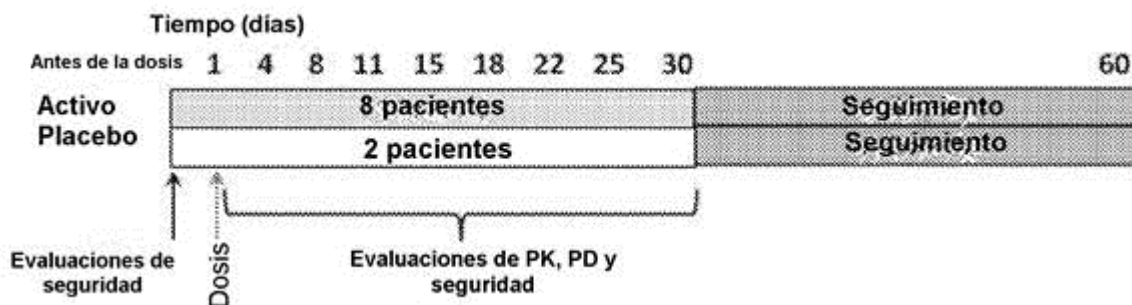 Tiempo (días)
Antes de la dosis 1 4 8 11 15 18 22 25 30 60
Activo 8 pacientes Seguimiento
Placebo 2 pacientes Seguimiento
Evaluaciones de seguridad
Dosis
Evaluaciones de PK, PD y
seguridad